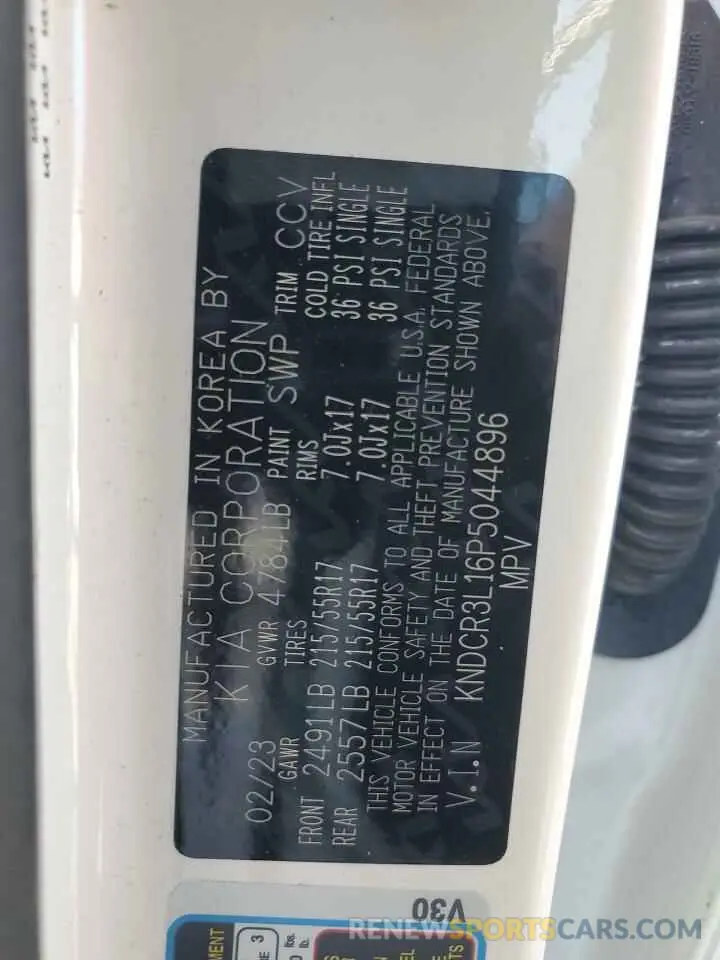 MANUFACTURED IN KOREA BY
KIA CORPORATION
02/23 GVWR 4784LB PAINT SWP TRIM CCV
GAWR TIRES RIMS COLD TIRE INFL
FRONT 2491LB 215/55R17 7.0Jx17 36 PSI SINGLE
REAR 2557LB 215/55R17 7.0Jx17 36 PSI SINGLE
THIS VEHICLE CONFORMS TO ALL APPLICABLE U.S.A. FEDERAL
MOTOR VEHICLE SAFETY AND THEFT PREVENTION STANDARDS
IN EFFECT ON THE DATE OF MANUFACTURE SHOWN ABOVE.
V.I.N KNDCR3L16P5044896
MPV
V30
RENEWSPORTSCARS.COM